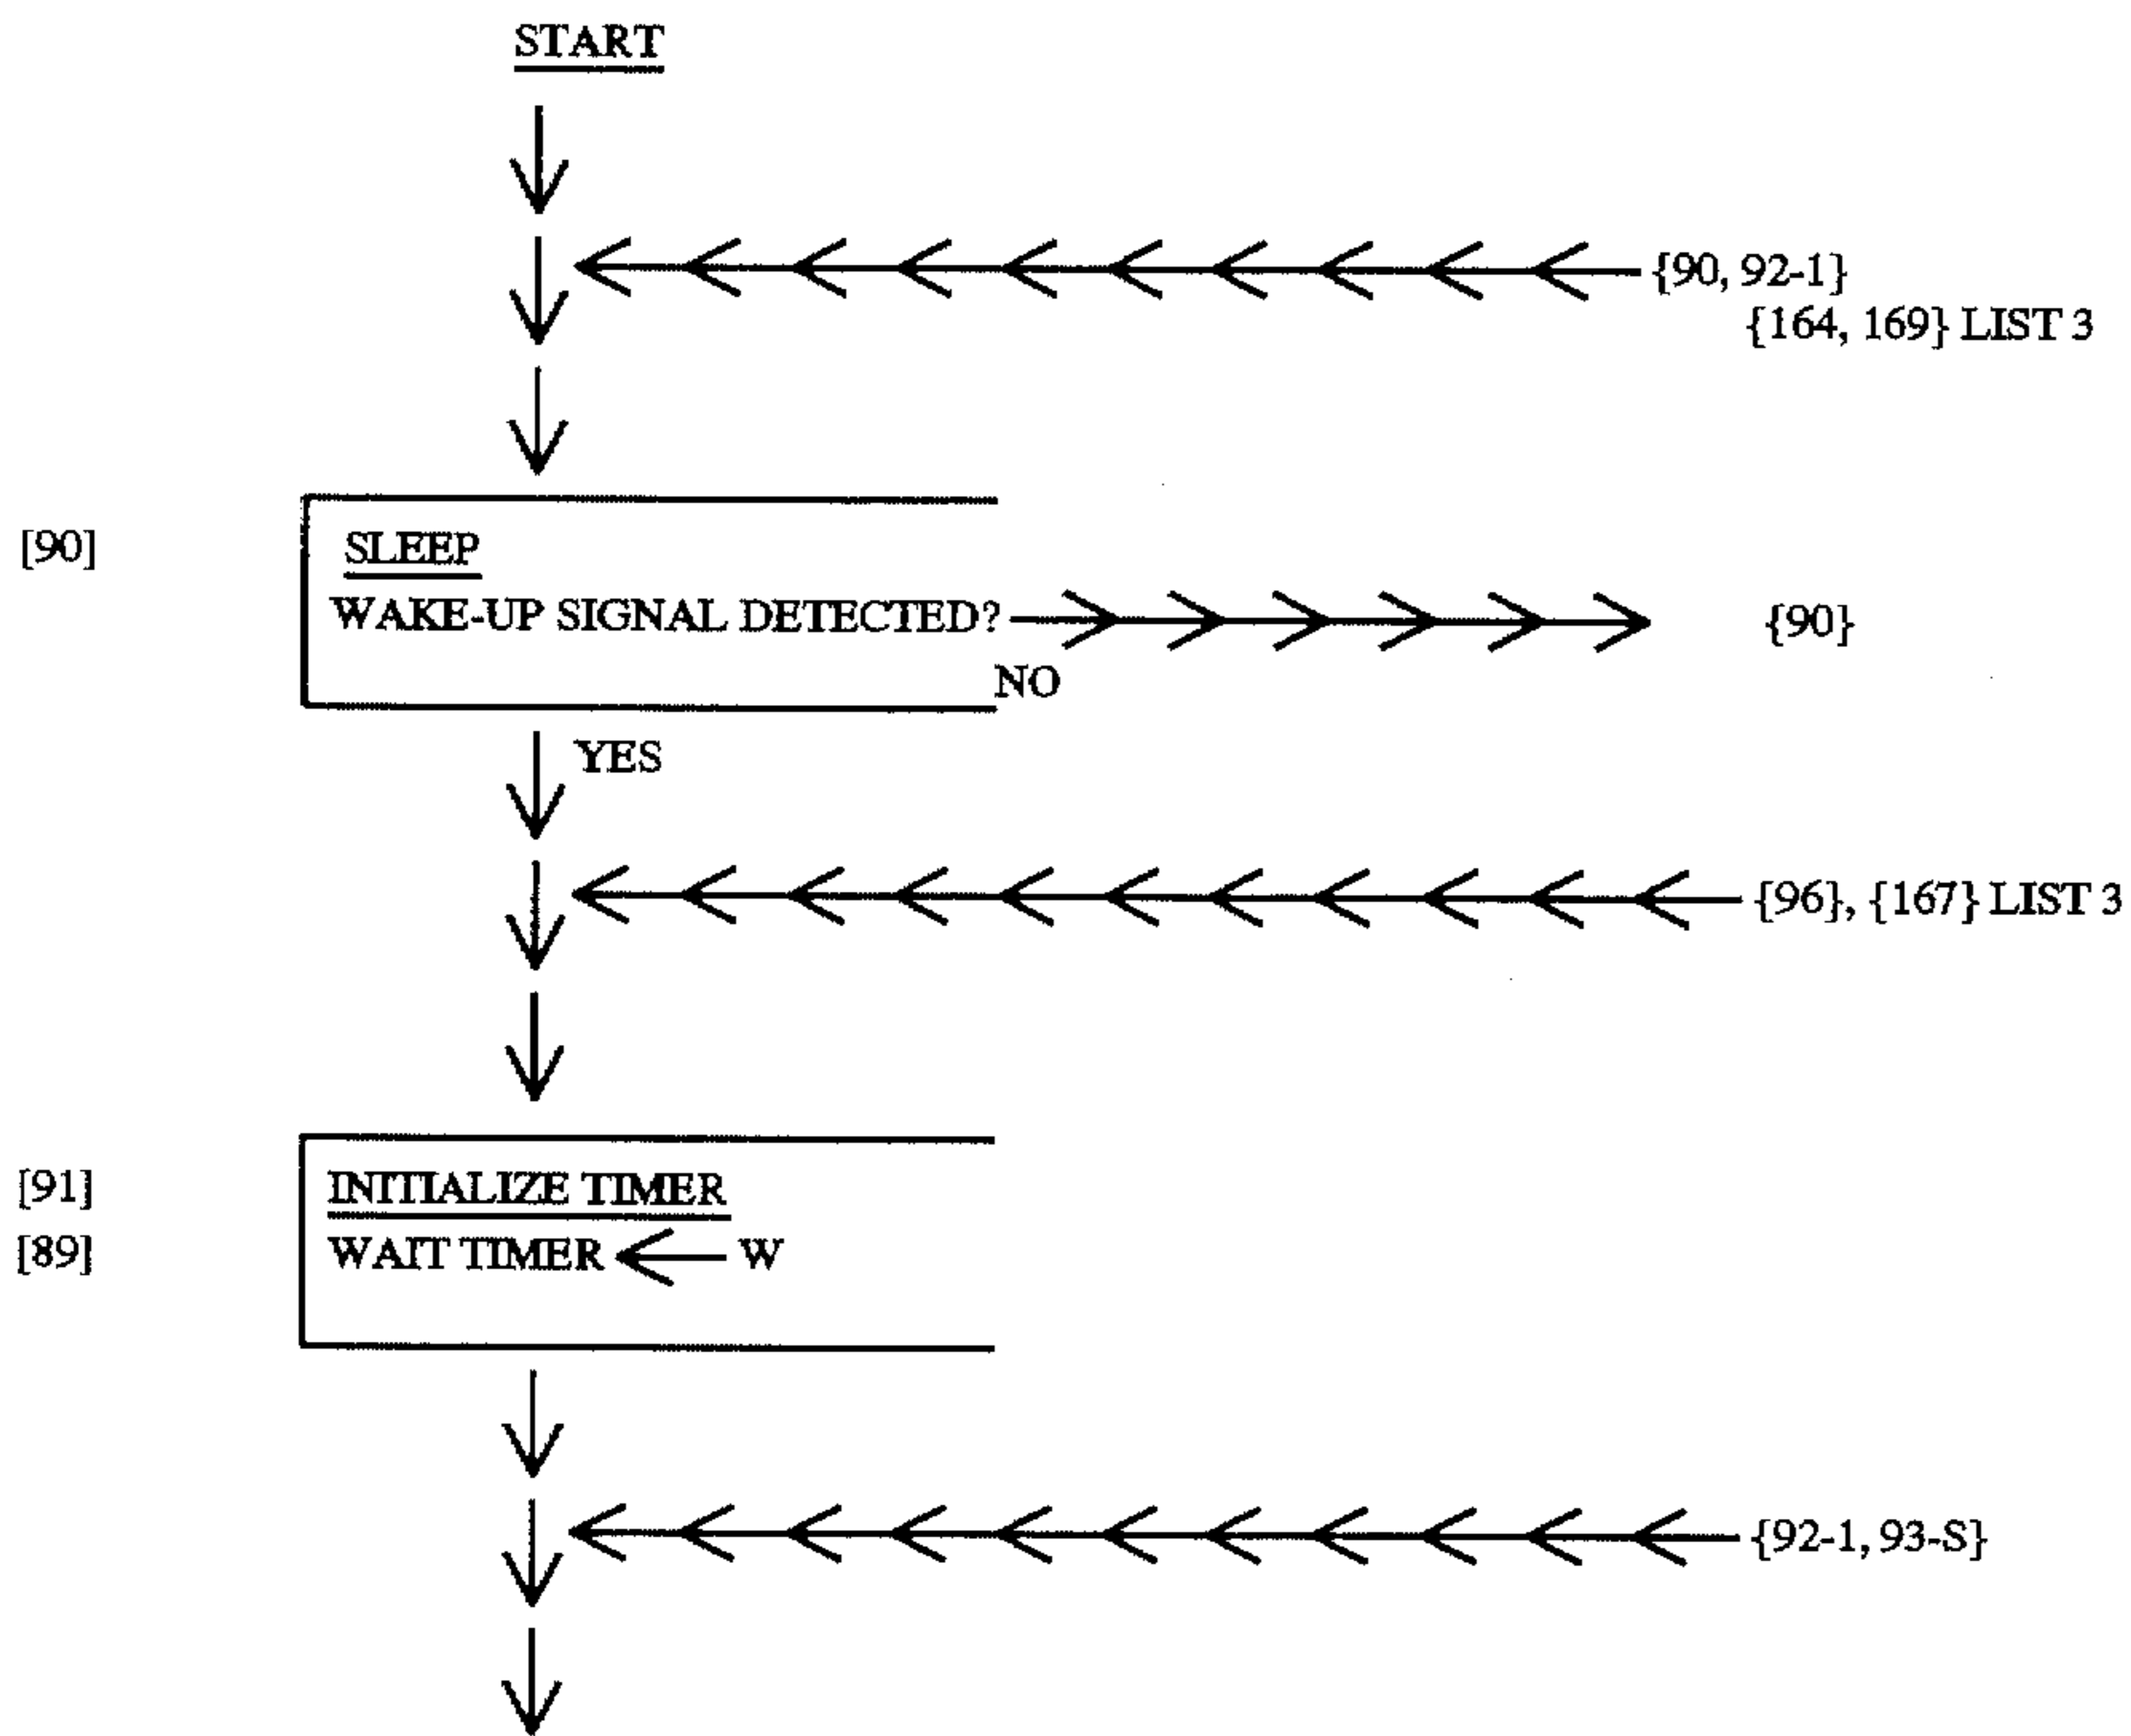 START
{90, 92-1}
{164, 169} LIST 3
[90]
SLEEP
WAKE-UP SIGNAL DETECTED?
{90}
NO
YES
{96}, {167} LIST 3
[91]
INITIALIZE TIMER
[89]
WAIT TIMER W
{92-1, 93-S}